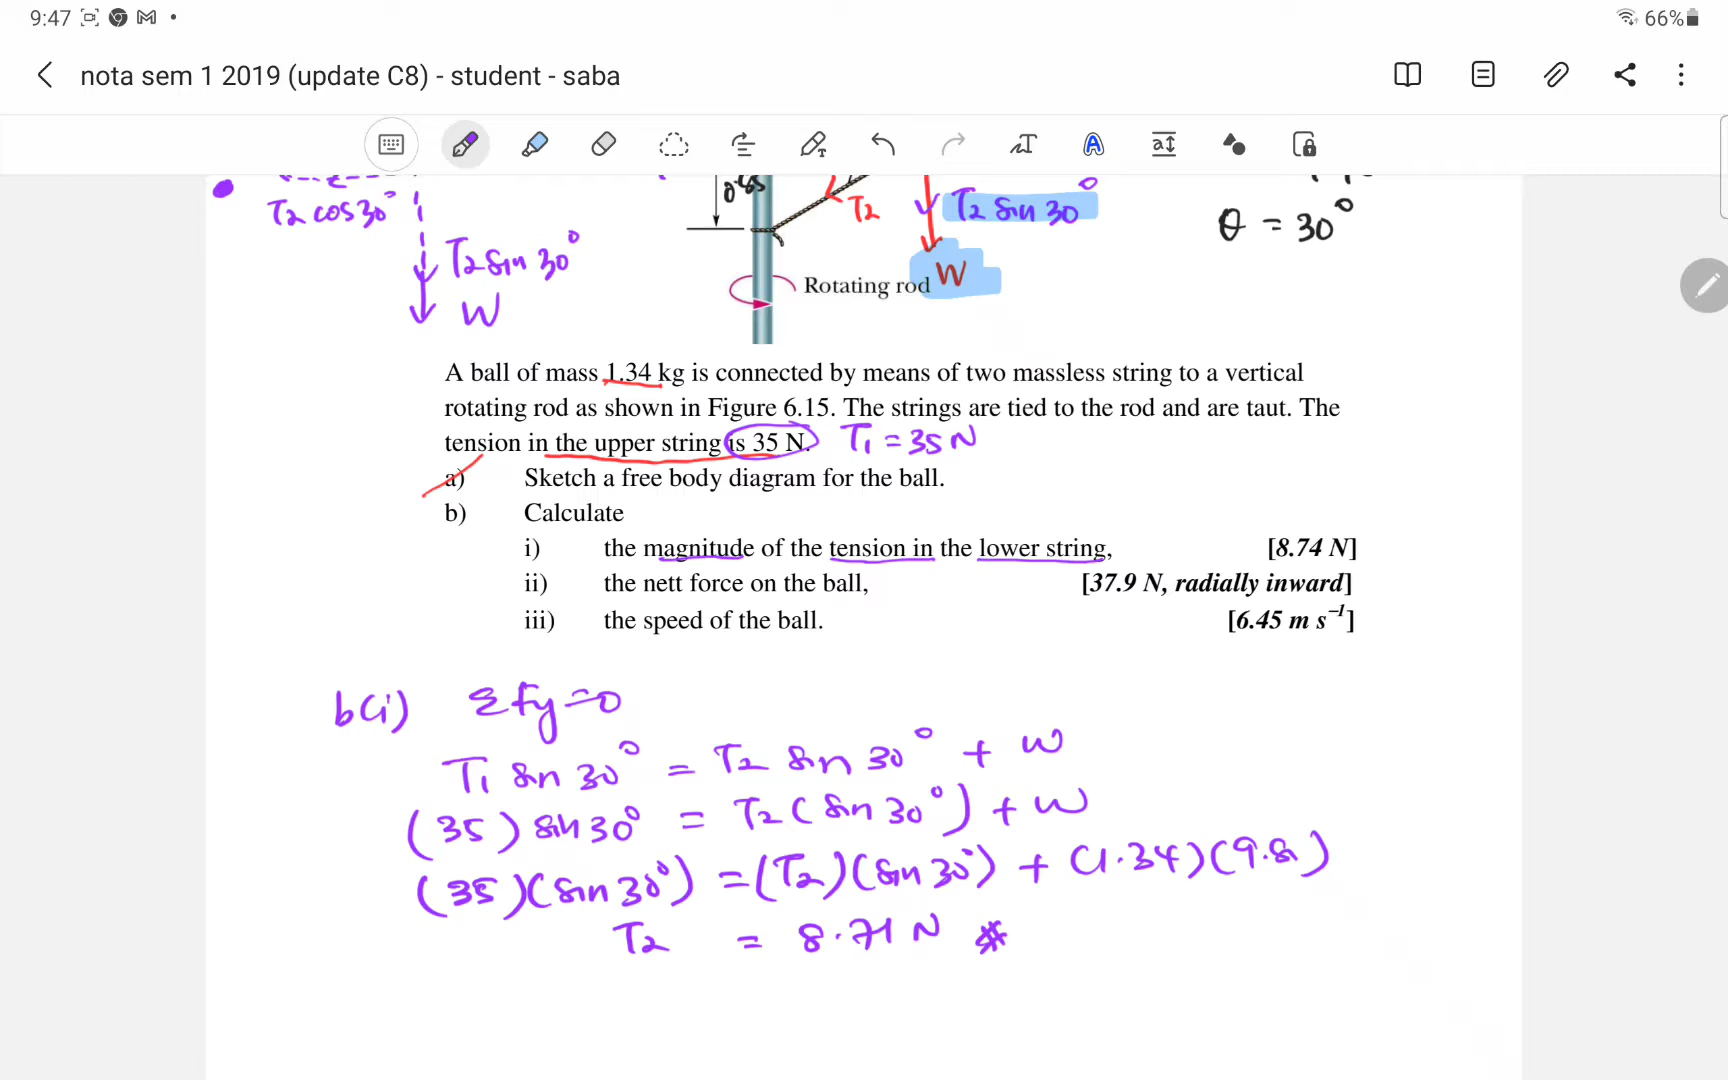 9:47 66%
nota sem 1 2019 (update C8) - student - saba
T2 cos30°
T2 sin 30°
W
0.85
T2
T2 sin 30°
W
Rotating rod
θ = 30°
A ball of mass 1.34 kg is connected by means of two massless string to a vertical
rotating rod as shown in Figure 6.15. The strings are tied to the rod and are taut. The
tension in the upper string is 35 N. T1 = 35 N
a) Sketch a free body diagram for the ball.
b) Calculate
i) the magnitude of the tension in the lower string, [8.74 N]
ii) the nett force on the ball, [37.9 N, radially inward]
iii) the speed of the ball. [6.45 m s⁻¹]
b(i) Σ Fy = 0
T1 sin 30° = T2 sin 30° + W
(35) sin 30° = T2 (sin 30°) + W
(35)(sin 30°) = (T2)(sin 30°) + (1.34)(9.81)
T2 = 8.71 N #